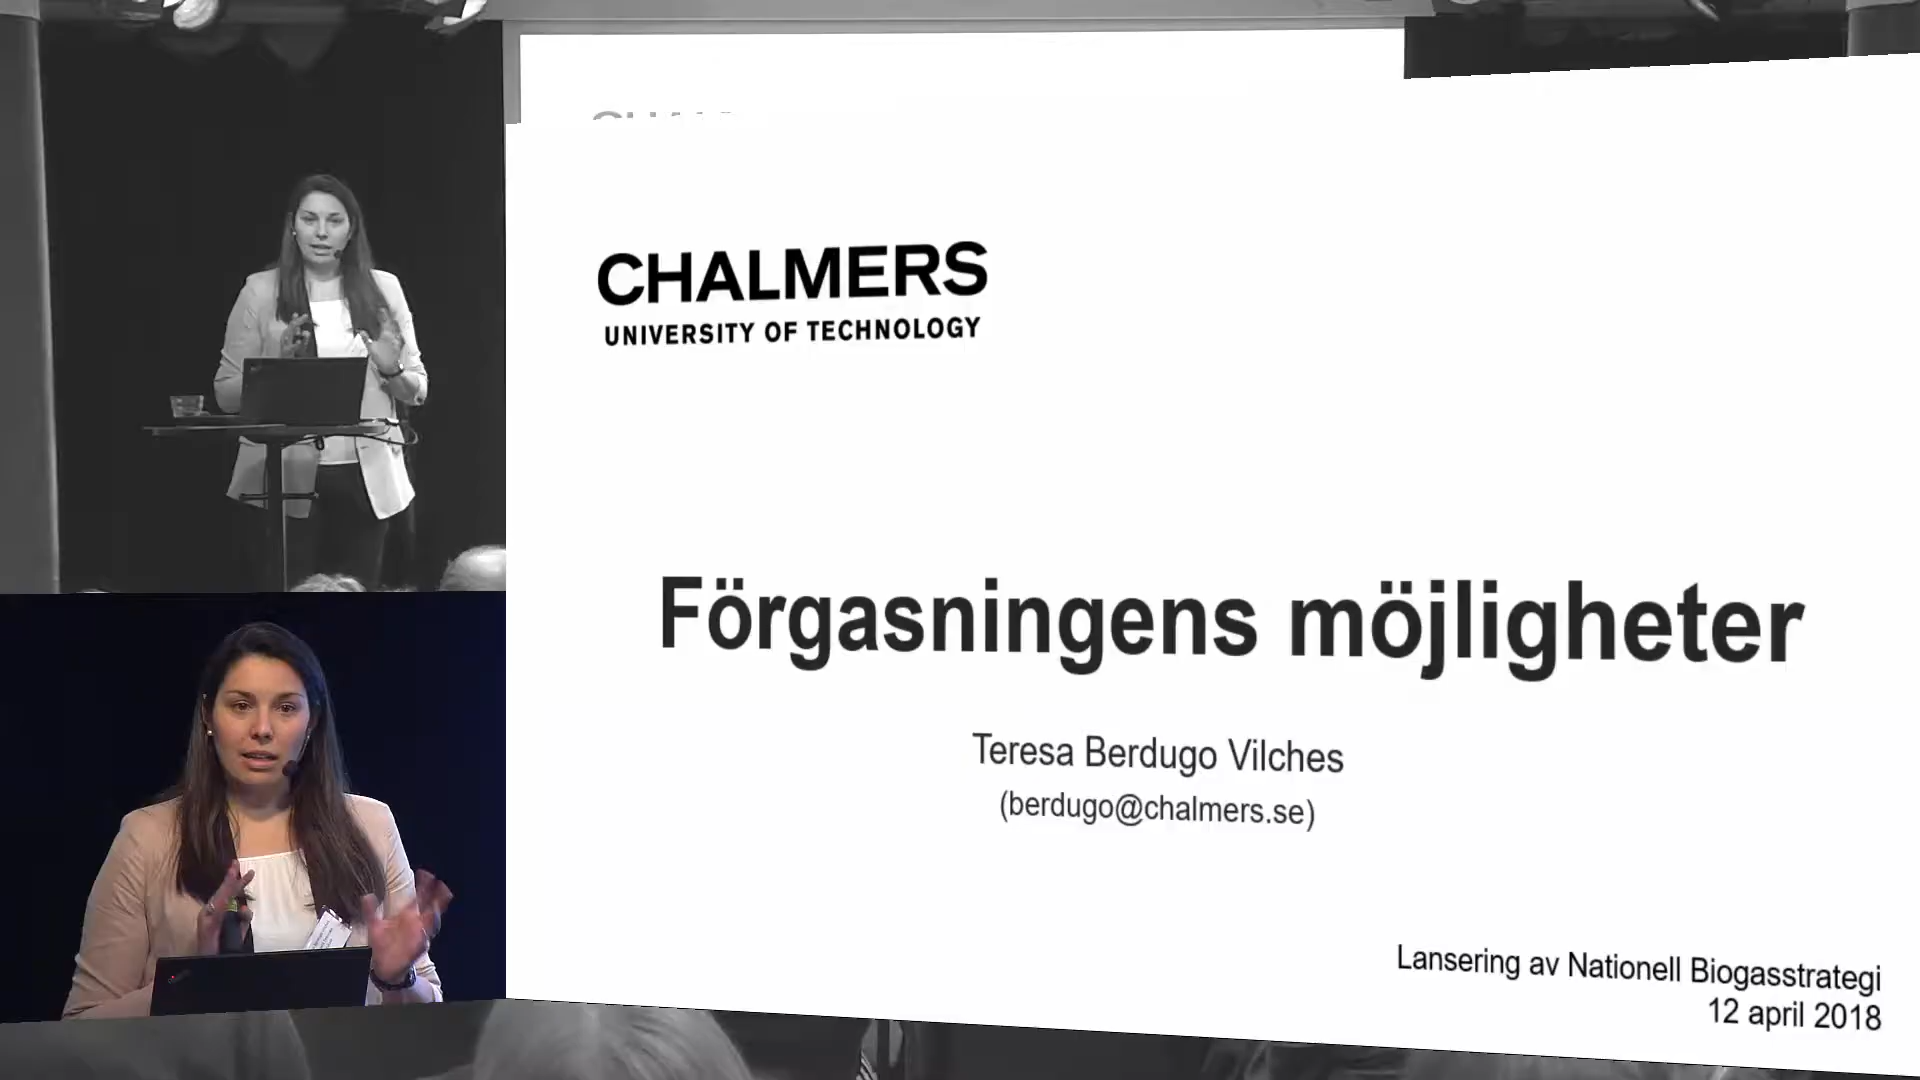 CHALMERS
UNIVERSITY OF TECHNOLOGY
Förgasningens möjligheter
Teresa Berdugo Vilches
(berdugo@chalmers.se)
Lansering av Nationell Biogasstrategi
12 april 2018